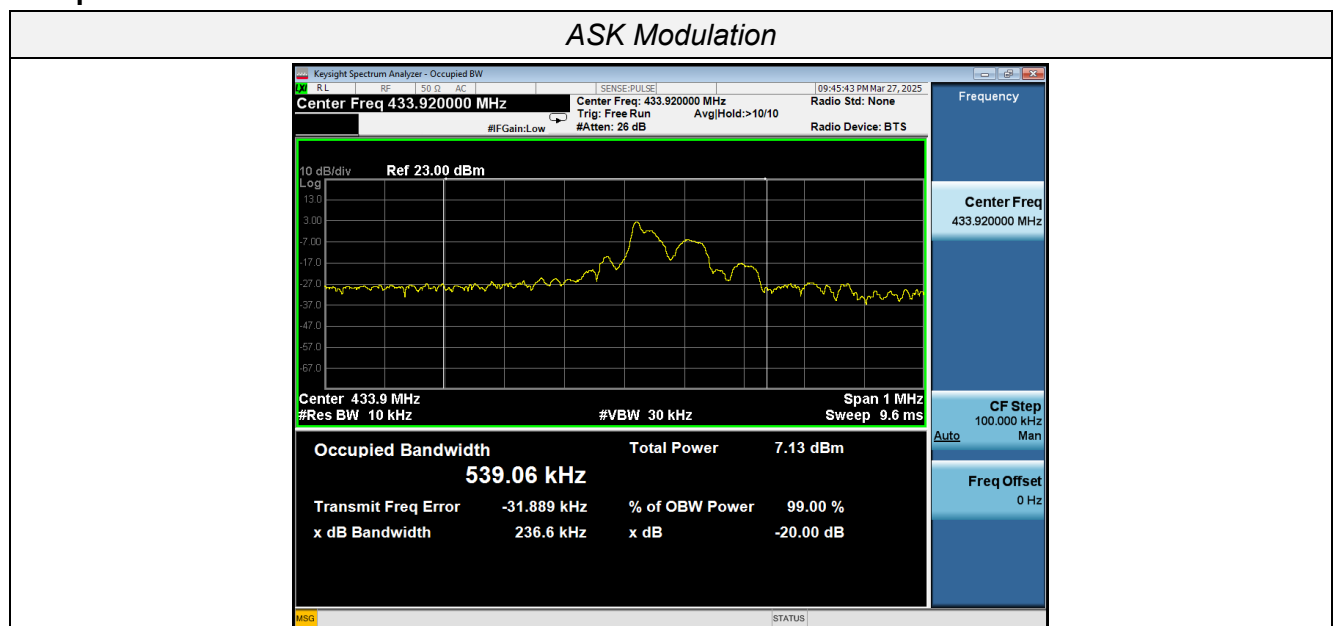 ASK Modulation
Keysight Spectrum Analyzer - Occupied BW
LXI RL RF 50 Ω AC SENSE:PULSE 09:45:43 PM Mar 27, 2025
Center Freq 433.920000 MHz Center Freq: 433.920000 MHz Radio Std: None
Trig: Free Run Avg|Hold:>10/10
#IFGain:Low #Atten: 26 dB Radio Device: BTS
10 dB/div Ref 23.00 dBm
Log
13.0
3.00
-7.00
-17.0
-27.0
-37.0
-47.0
-57.0
-67.0
Center 433.9 MHz Span 1 MHz
#Res BW 10 kHz #VBW 30 kHz Sweep 9.6 ms
Occupied Bandwidth Total Power 7.13 dBm
539.06 kHz
Transmit Freq Error -31.889 kHz % of OBW Power 99.00 %
x dB Bandwidth 236.6 kHz x dB -20.00 dB
MSG STATUS
Frequency
Center Freq
433.920000 MHz
CF Step
100.000 kHz
Auto Man
Freq Offset
0 Hz